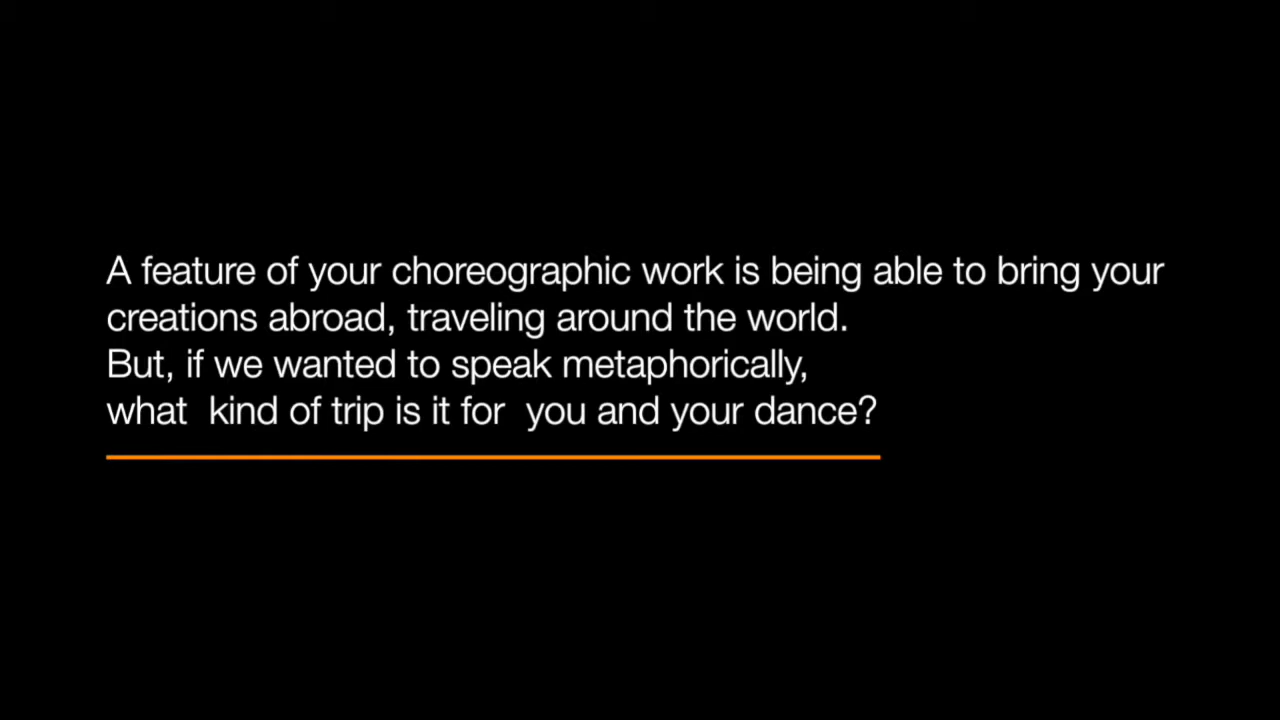 A feature of your choreographic work is being able to bring your
creations abroad, traveling around the world.
But, if we wanted to speak metaphorically,
what  kind of trip is it for  you and your dance?